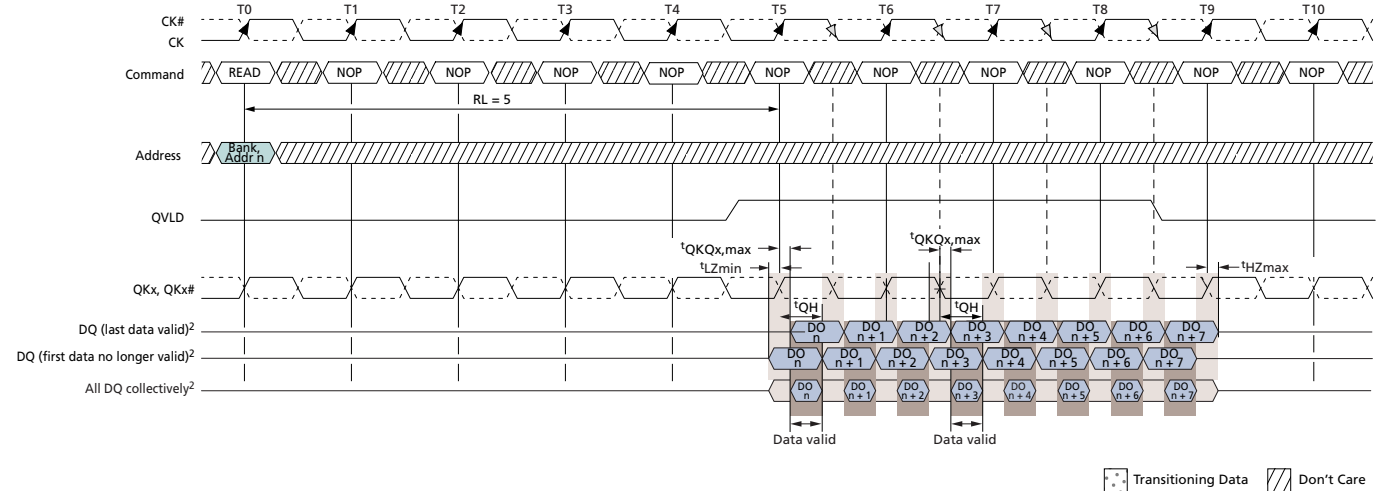 T0 T1 T2 T3 T4 T5 T6 T7 T8 T9 T10
CK#
CK
Command READ NOP NOP NOP NOP NOP NOP NOP NOP NOP NOP
RL = 5
Address Bank, Addr n
QVLD
tQKQx,max tQKQx,max
tLZmin tHZmax
QKx, QKx#
tQH tQH
DQ (last data valid)2 DO n DO n + 1 DO n + 2 DO n + 3 DO n + 4 DO n + 5 DO n + 6 DO n + 7
DQ (first data no longer valid)2 DO n DO n + 1 DO n + 2 DO n + 3 DO n + 4 DO n + 5 DO n + 6 DO n + 7
All DQ collectively2 DO n DO n + 1 DO n + 2 DO n + 3 DO n + 4 DO n + 5 DO n + 6 DO n + 7
Data valid Data valid
Transitioning Data Don't Care